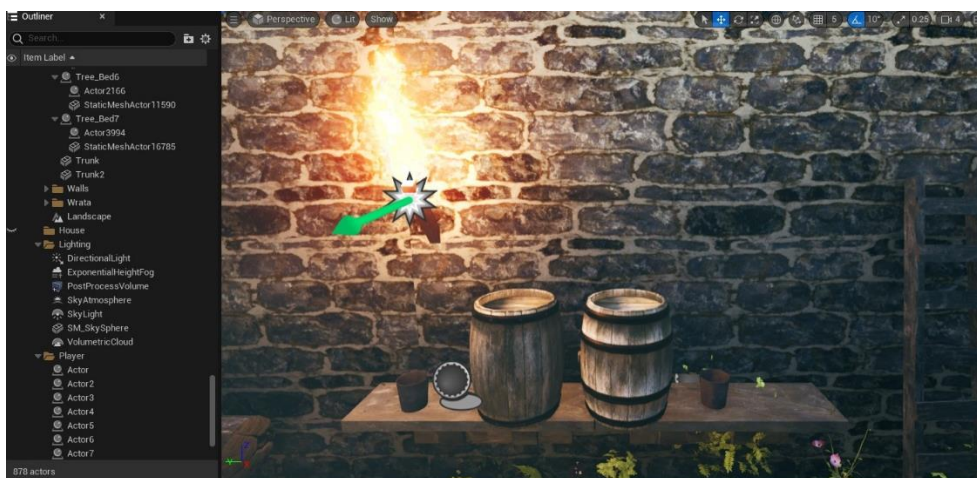 Outliner
Perspective Lit Show 5 10° 0.25 4
Search...
Item Label
Tree_Bed6
Actor2166
StaticMeshActor11590
Tree_Bed7
Actor3994
StaticMeshActor16785
Trunk
Trunk2
Walls
Wrata
Landscape
House
Lighting
DirectionalLight
ExponentialHeightFog
PostProcessVolume
SkyAtmosphere
SkyLight
SM_SkySphere
VolumetricCloud
Player
Actor
Actor2
Actor3
Actor4
Actor5
Actor6
Actor7
878 actors